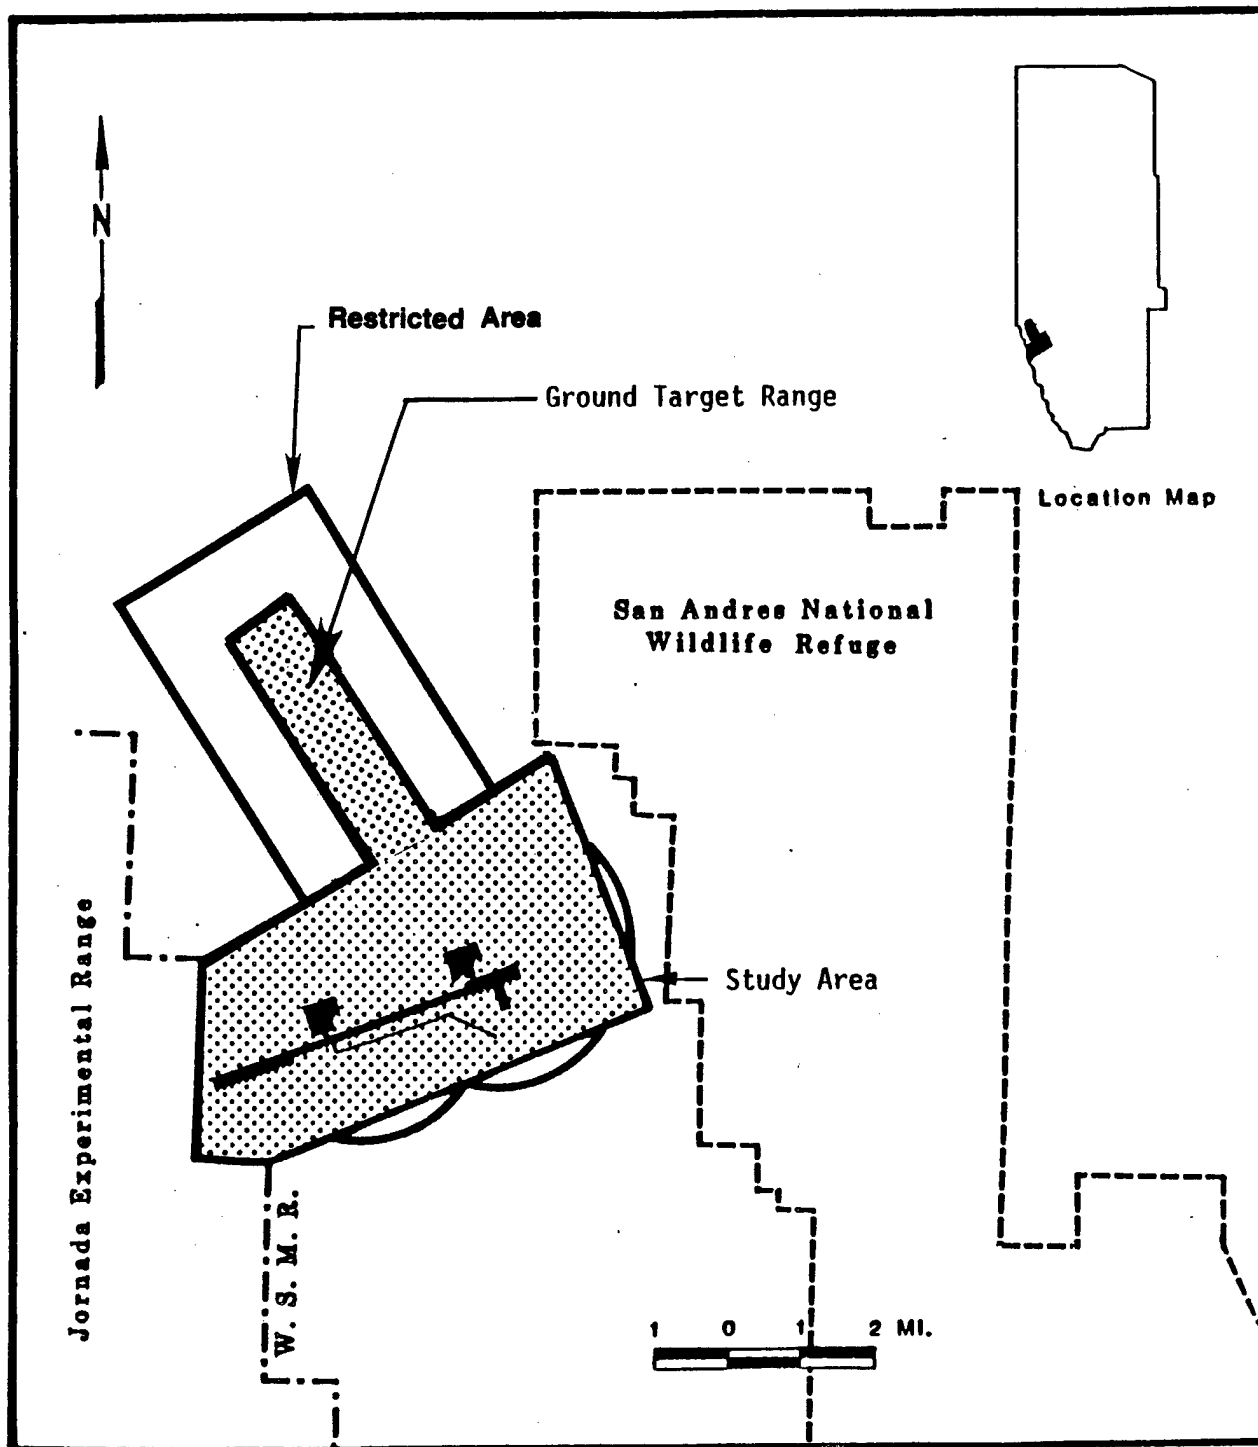 N
Restricted Area
Ground Target Range
Location Map
San Andres National
Wildlife Refuge
Study Area
Jornada Experimental Range
W. S. M. R.
1 0 1 2 MI.